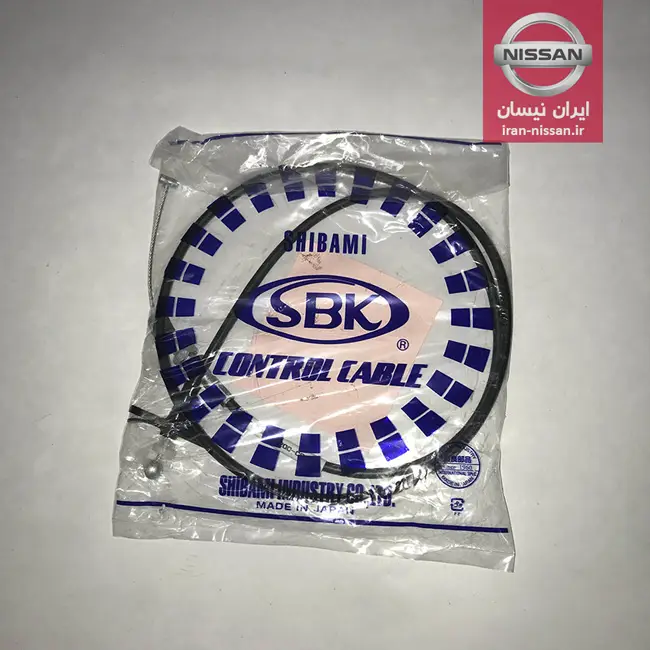 NISSAN
ایران نیسان
iran-nissan.ir
SHIBAMI
SBK
®
CONTROL CABLE
SHIBAMI INDUSTRY CO., LTD.
MADE IN JAPAN